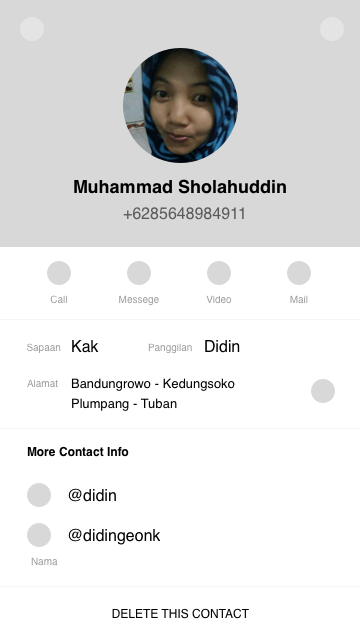 Muhammad Sholahuddin
+6285648984911
Call Messege Video Mail
Sapaan Kak Panggilan Didin
Alamat Bandungrowo - Kedungsoko
Plumpang - Tuban
More Contact Info
@didin
@didingeonk
Nama
DELETE THIS CONTACT